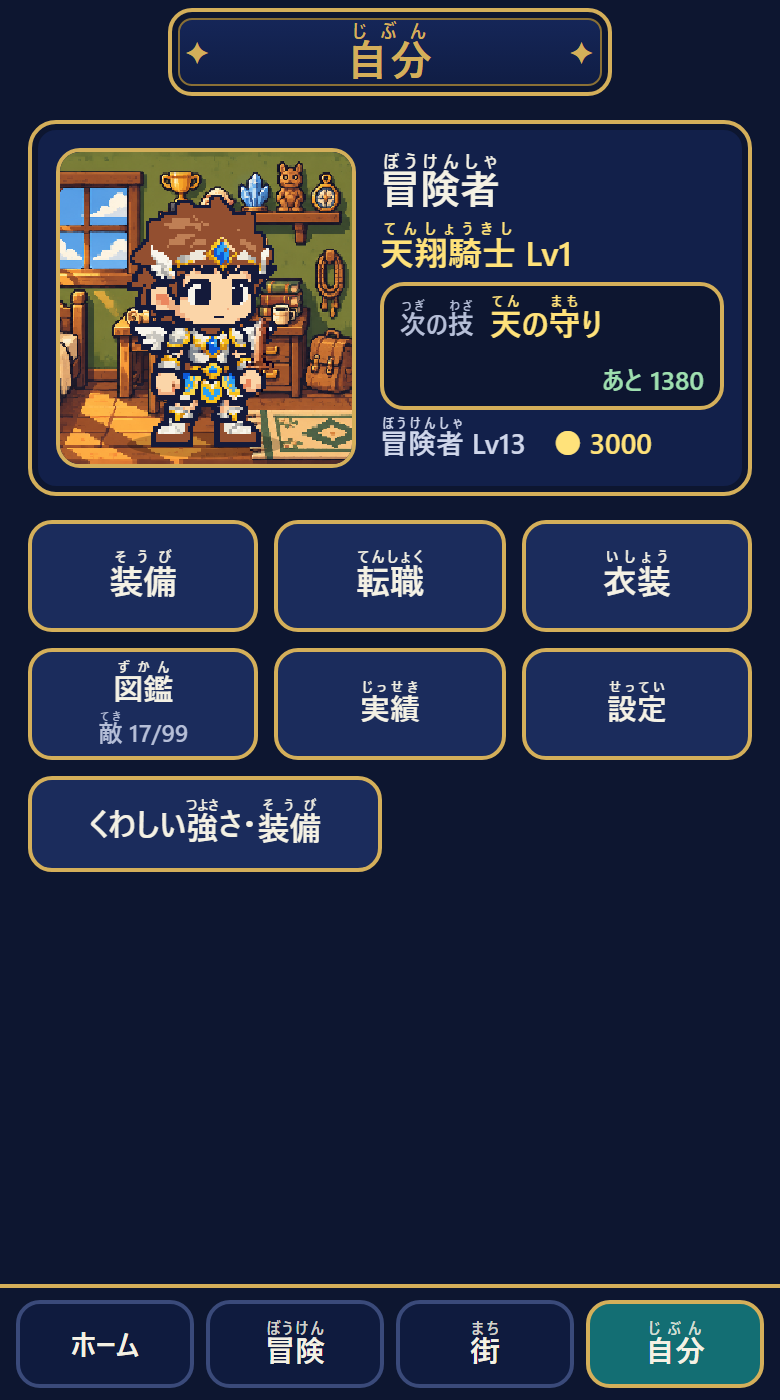 じぶん
自分
ぼうけんしゃ
冒険者
てんしょうきし
天翔騎士 Lv1
つぎ わざ てん まも
次の技 天の守り
あと 1380
ぼうけんしゃ
冒険者 Lv13 3000
そうび てんしょく いしょう
装備 転職 衣装
ずかん
図鑑
てき
敵 17/99
じっせき せってい
実績 設定
つよさ そうび
くわしい強さ・装備
ホーム
ぼうけん
冒険
まち
街
じぶん
自分